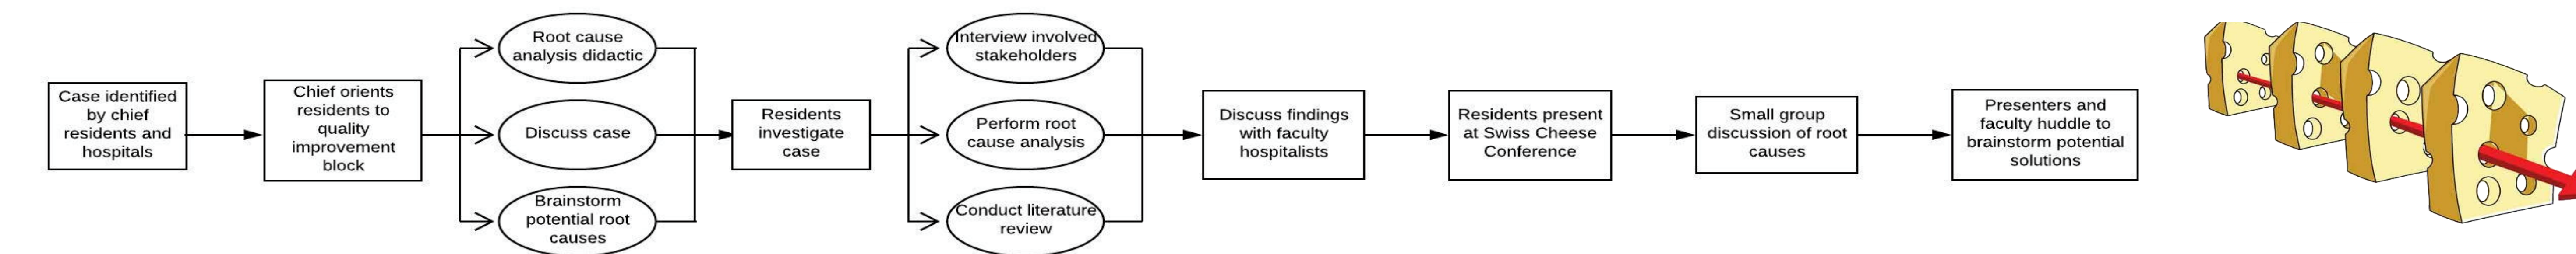 Case identified
by chief
residents and
hospitals
Chief orients
residents to
quality
improvement
block
Root cause
analysis didactic
Discuss case
Brainstorm
potential root
causes
Residents
investigate
case
Interview involved
stakeholders
Perform root
cause analysis
Conduct literature
review
Discuss findings
with faculty
hospitalists
Residents present
at Swiss Cheese
Conference
Small group
discussion of root
causes
Presenters and
faculty huddle to
brainstorm potential
solutions